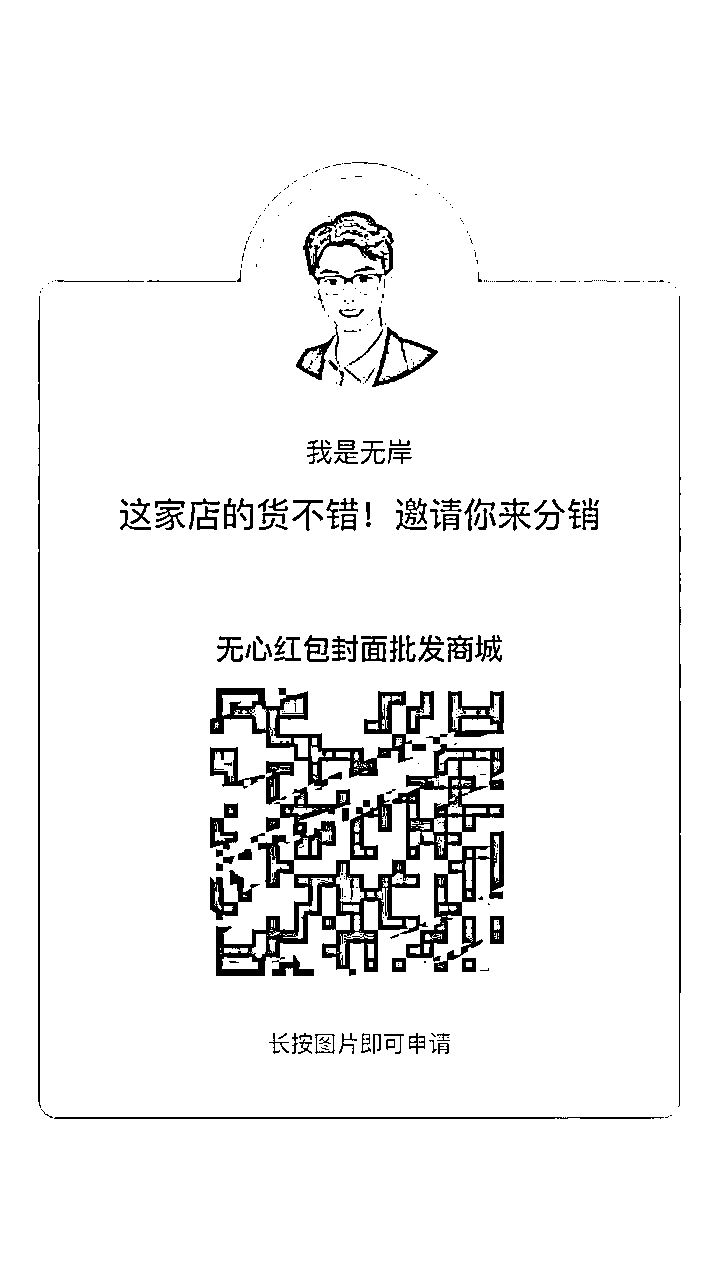 我是无岸
这家店的货不错！邀请你来分销
无心红包封面批发商城
长按图片即可申请